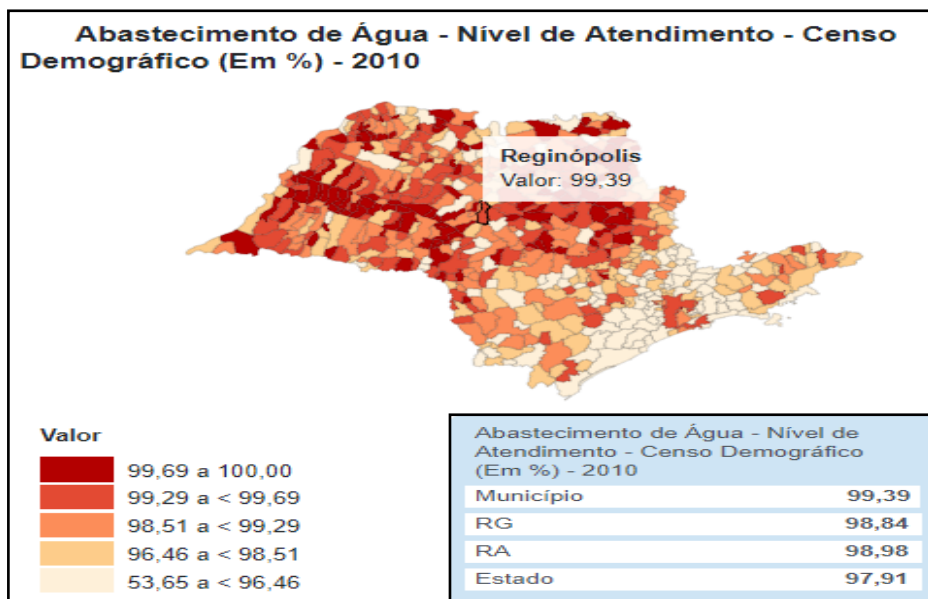 Abastecimento de Água - Nível de Atendimento - Censo
Demográfico (Em %) - 2010
Reginópolis
Valor: 99,39
Valor
99,69 a 100,00
99,29 a < 99,69
98,51 a < 99,29
96,46 a < 98,51
53,65 a < 96,46
Abastecimento de Água - Nível de
Atendimento - Censo Demográfico
(Em %) - 2010
Município 99,39
RG 98,84
RA 98,98
Estado 97,91